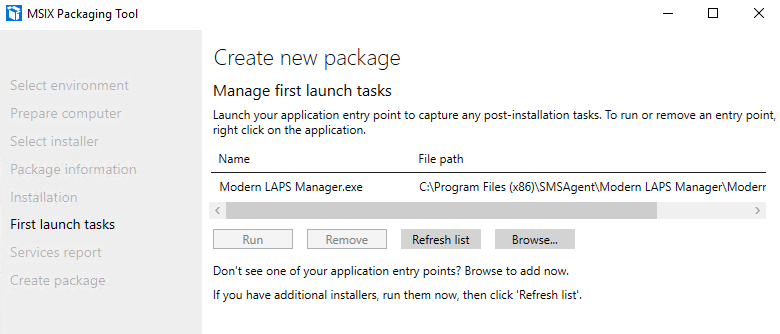 MSIX Packaging Tool
Create new package
Select environment
Prepare computer
Select installer
Package information
Installation
First launch tasks
Services report
Create package
Manage first launch tasks
Launch your application entry point to capture any post-installation tasks. To run or remove an entry point,
right click on the application.
Name File path
Modern LAPS Manager.exe C:\Program Files (x86)\SMSAgent\Modern LAPS Manager\Modern
Run Remove Refresh list Browse...
Don't see one of your application entry points? Browse to add now.
If you have additional installers, run them now, then click 'Refresh list'.